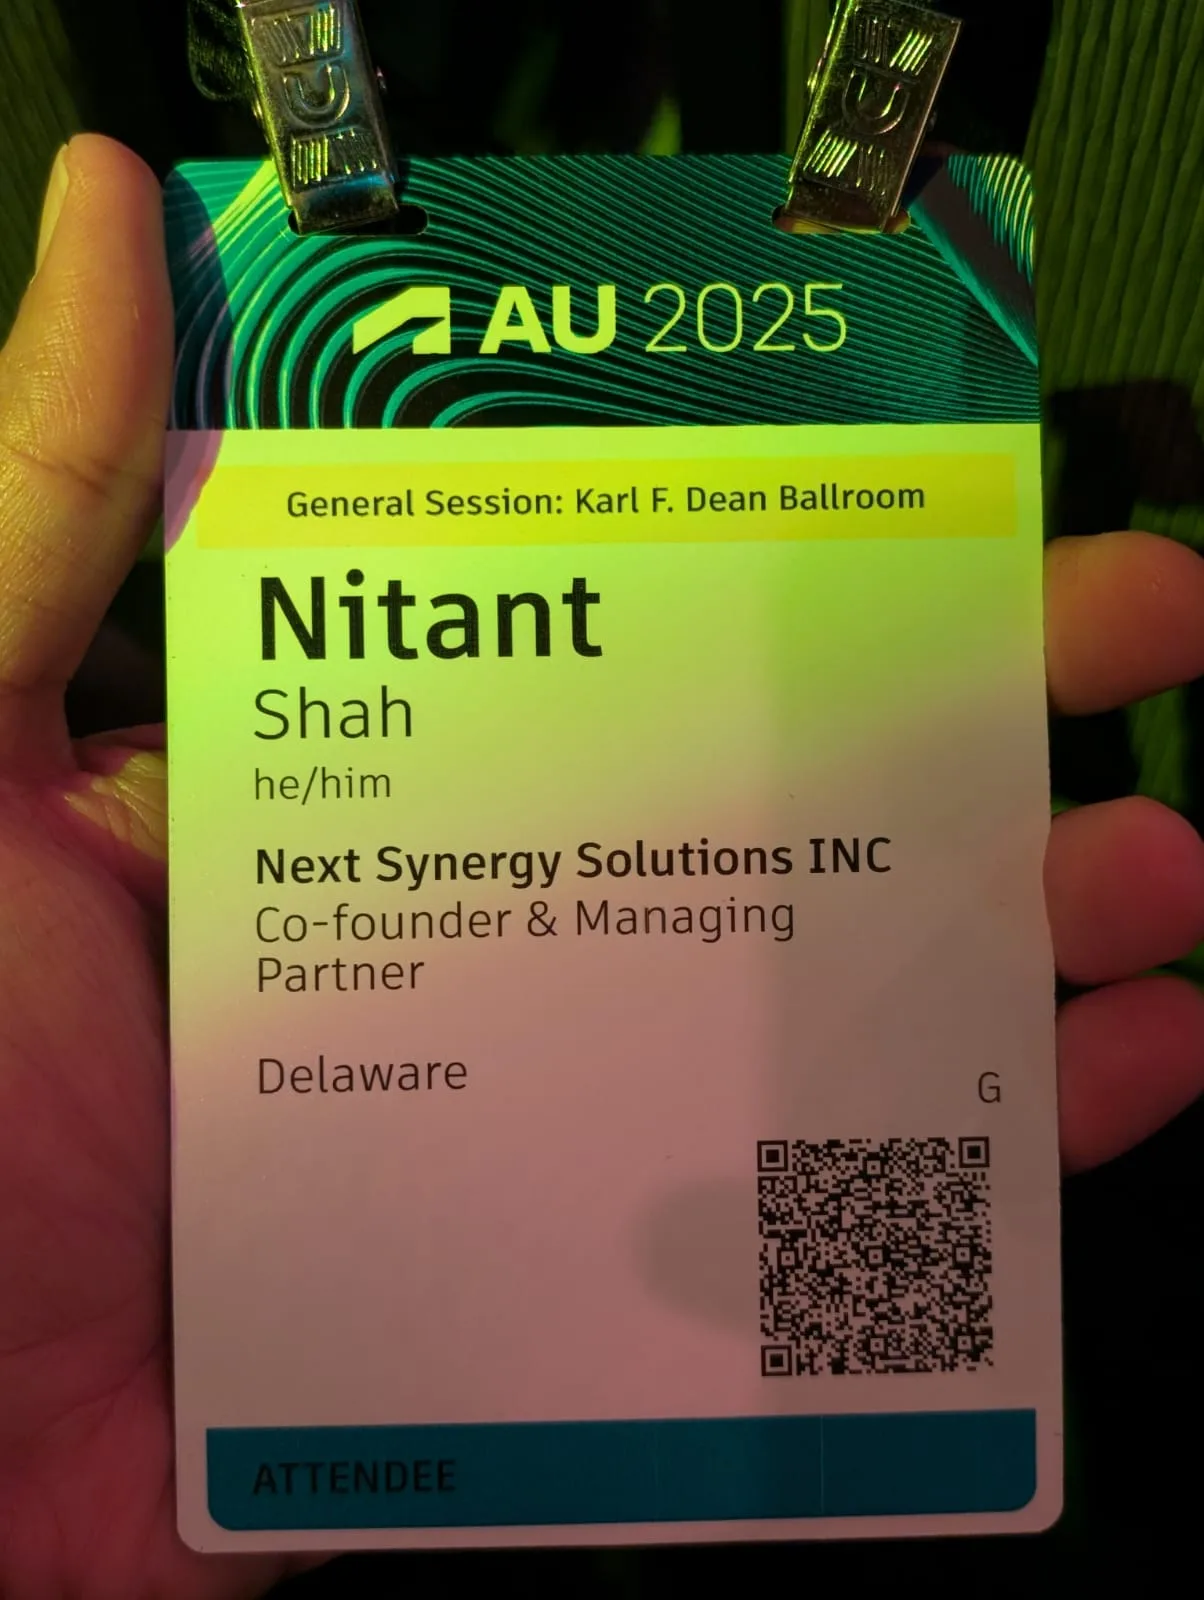 AU 2025
General Session: Karl F. Dean Ballroom
Nitant
Shah
he/him
Next Synergy Solutions INC
Co-founder & Managing
Partner
Delaware
G
ATTENDEE